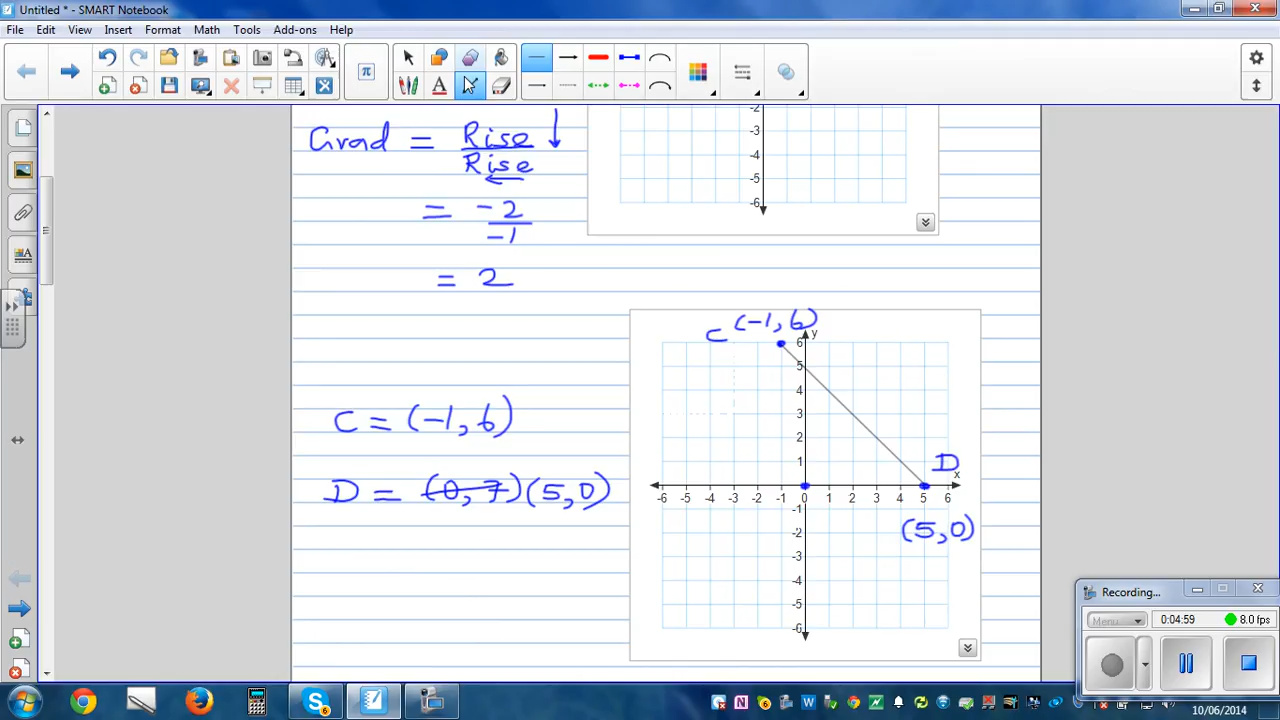 Untitled * - SMART Notebook
File Edit View Insert Format Math Tools Add-ons Help
π
A
Grad = Rise
Rise
= -2
-1
= 2
-2
-3
-4
-5
-6
C (-1, 6)
y
6
5
4
3
2
1
C = (-1, 6)
D
x
D = (0, 7) (5, 0)
-6 -5 -4 -3 -2 -1 0 1 2 3 4 5 6
-1
(5, 0)
-2
-3
-4
-5
-6
Recording...
Menu 0:04:59 8.0 fps
10/06/2014